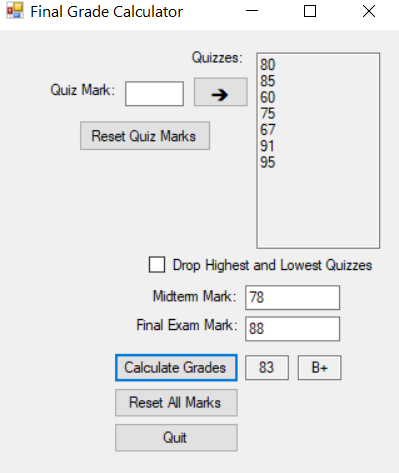 Final Grade Calculator
Quizzes:
Quiz Mark:
Reset Quiz Marks
80
85
60
75
67
91
95
Drop Highest and Lowest Quizzes
Midterm Mark: 78
Final Exam Mark: 88
Calculate Grades 83 B+
Reset All Marks
Quit